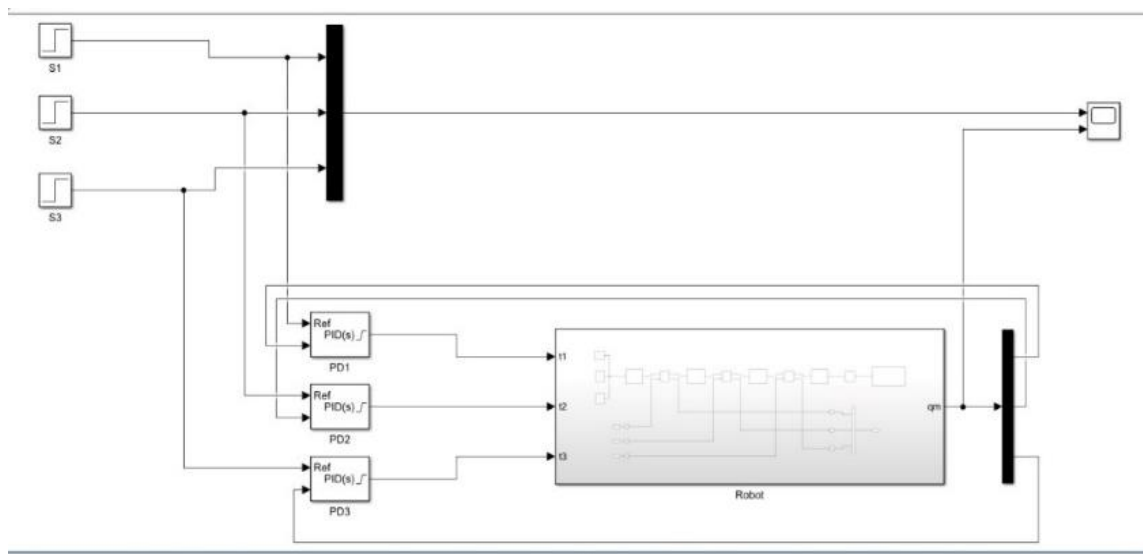 S1
S2
S3
Ref
PID(s)
PD1
Ref
PID(s)
PD2
Ref
PID(s)
PD3
t1
t2
t3
qm
Robot